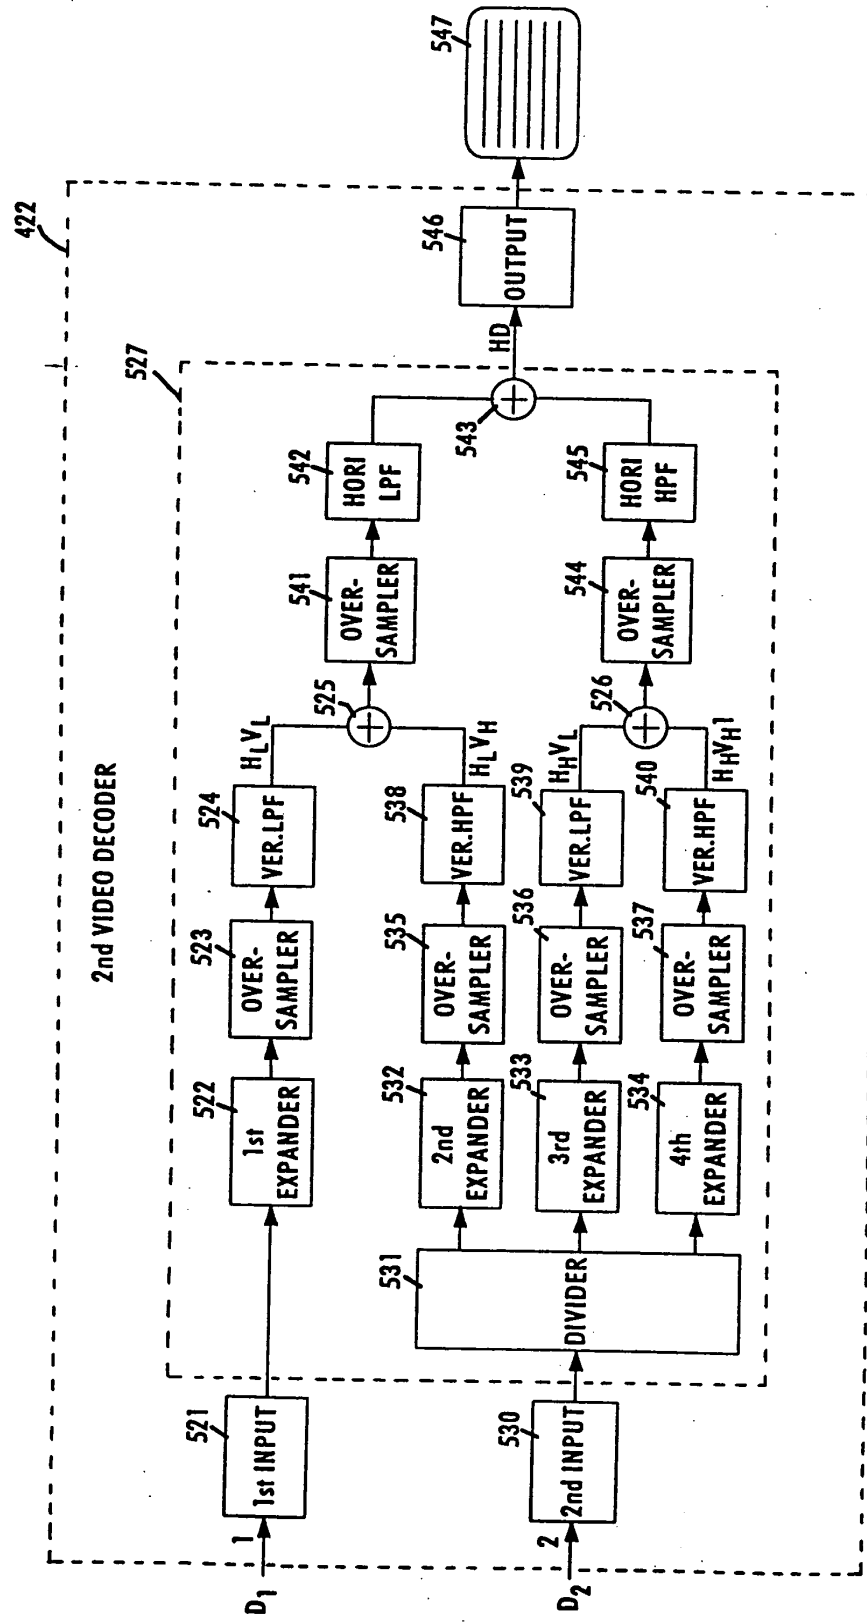 2nd VIDEO DECODER
422
527
D1
1
521
1st INPUT
522
1st
EXPANDER
523
OVER-
SAMPLER
524
VER.LPF
HLVL
525
+
541
OVER-
SAMPLER
542
HORI
LPF
543
+
HD
546
OUTPUT
547
D2
2
530
2nd INPUT
531
DIVIDER
532
2nd
EXPANDER
535
OVER-
SAMPLER
538
VER.HPF
HLVH
533
3rd
EXPANDER
536
OVER-
SAMPLER
539
VER.LPF
HHVL
526
+
544
OVER-
SAMPLER
545
HORI
HPF
534
4th
EXPANDER
537
OVER-
SAMPLER
540
VER.HPF
HHVH1